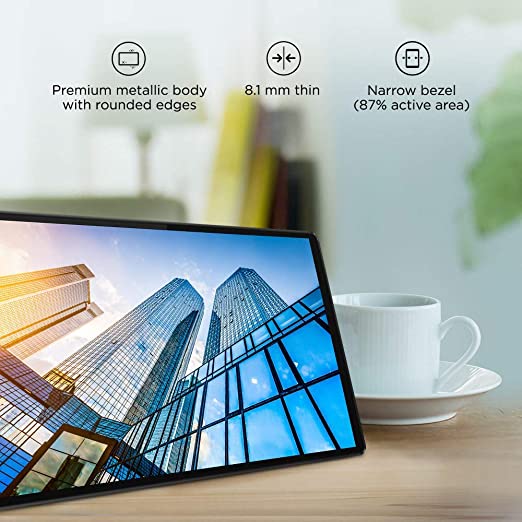 Premium metallic body
with rounded edges
8.1 mm thin
Narrow bezel
(87% active area)